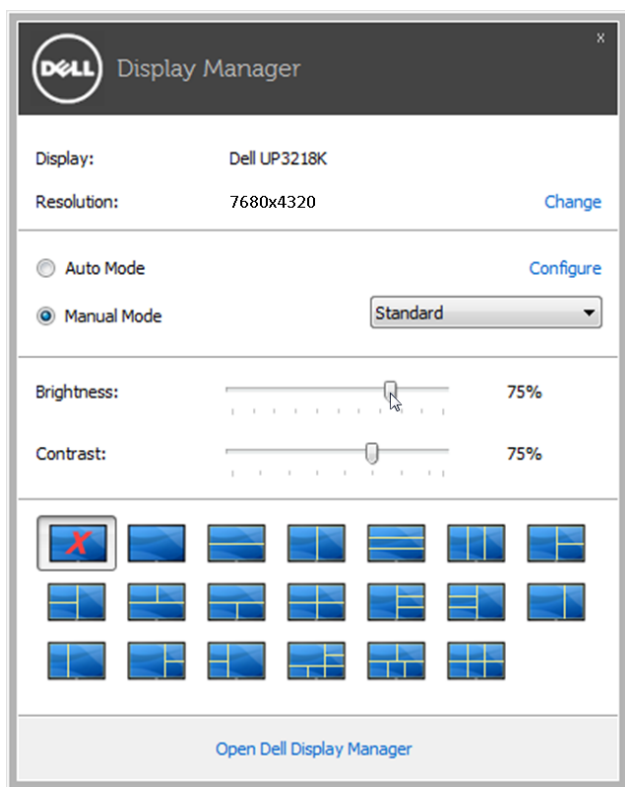 x
DELL Display Manager
Display: Dell UP3218K
Resolution: 7680x4320 Change
Auto Mode Configure
Manual Mode Standard
Brightness: 75%
Contrast: 75%
Open Dell Display Manager